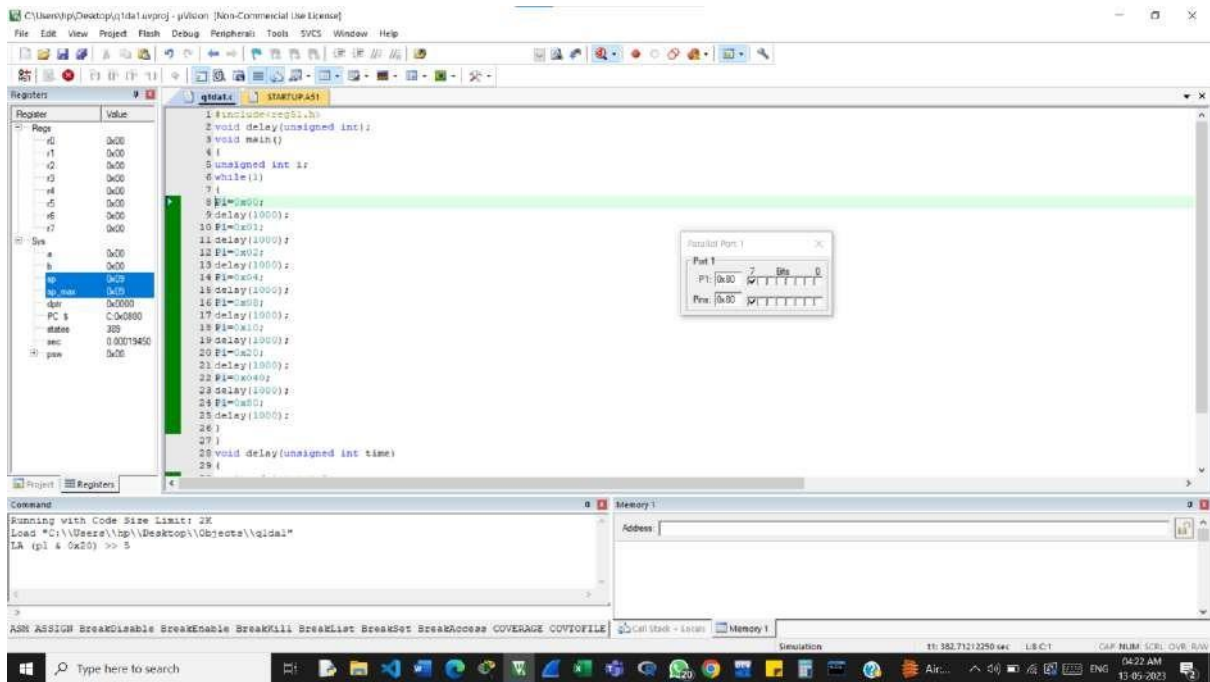 C:\Users\hp\Desktop\q1da1.uvproj - µVision [Non-Commercial Use License]
File Edit View Project Flash Debug Peripherals Tools SVCS Window Help
Registers
q1da1.c STARTUP.A51
Register Value
Regs
r0 0x00
r1 0x00
r2 0x00
r3 0x00
r4 0x00
r5 0x00
r6 0x00
r7 0x00
Sys
a 0x00
b 0x00
sp 0x09
sp_max 0x09
dptr 0x0000
PC $ C:0x0800
states 389
sec 0.00019450
psw 0x00
1 #include<reg51.h>
2 void delay(unsigned int);
3 void main()
4 {
5 unsigned int i;
6 while(1)
7 {
8 P1=0x00;
9 delay(1000);
10 P1=0x01;
11 delay(1000);
12 P1=0x02;
13 delay(1000);
14 P1=0x04;
15 delay(1000);
16 P1=0x08;
17 delay(1000);
18 P1=0x10;
19 delay(1000);
20 P1=0x20;
21 delay(1000);
22 P1=0x040;
23 delay(1000);
24 P1=0x80;
25 delay(1000);
26 }
27 }
28 void delay(unsigned int time)
29 {
Parallel Port 1
Port 1
7 Bits 0
P1: 0x80
Pins: 0x80
Project Registers
Command
Running with Code Size Limit: 2K
Load "C:\\Users\\hp\\Desktop\\Objects\\q1da1"
LA (p1 & 0x20) >> 5
>
ASM ASSIGN BreakDisable BreakEnable BreakKill BreakList BreakSet BreakAccess COVERAGE COVTOFILE
Memory 1
Address:
Call Stack + Locals Memory 1
Simulation t1: 382.71212250 sec L:8 C:1 CAP NUM SCRL OVR R/W
Type here to search
20
Air...
ENG
04:22 AM
13-05-2023
2